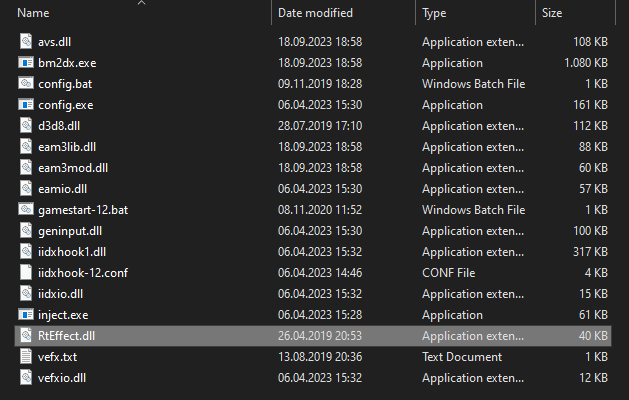 Name Date modified Type Size
avs.dll 18.09.2023 18:58 Application exten... 108 KB
bm2dx.exe 18.09.2023 18:58 Application 1.080 KB
config.bat 09.11.2019 18:28 Windows Batch File 1 KB
config.exe 06.04.2023 15:30 Application 161 KB
d3d8.dll 28.07.2019 17:10 Application exten... 112 KB
eam3lib.dll 18.09.2023 18:58 Application exten... 88 KB
eam3mod.dll 18.09.2023 18:58 Application exten... 60 KB
eamio.dll 06.04.2023 15:30 Application exten... 57 KB
gamestart-12.bat 08.11.2020 11:52 Windows Batch File 1 KB
geninput.dll 06.04.2023 15:30 Application exten... 100 KB
iidxhook1.dll 06.04.2023 15:32 Application exten... 317 KB
iidxhook-12.conf 06.04.2023 14:46 CONF File 4 KB
iidxio.dll 06.04.2023 15:32 Application exten... 15 KB
inject.exe 06.04.2023 15:28 Application 61 KB
RtEffect.dll 26.04.2019 20:53 Application exten... 40 KB
vefx.txt 13.08.2019 20:36 Text Document 1 KB
vefxio.dll 06.04.2023 15:32 Application exten... 12 KB